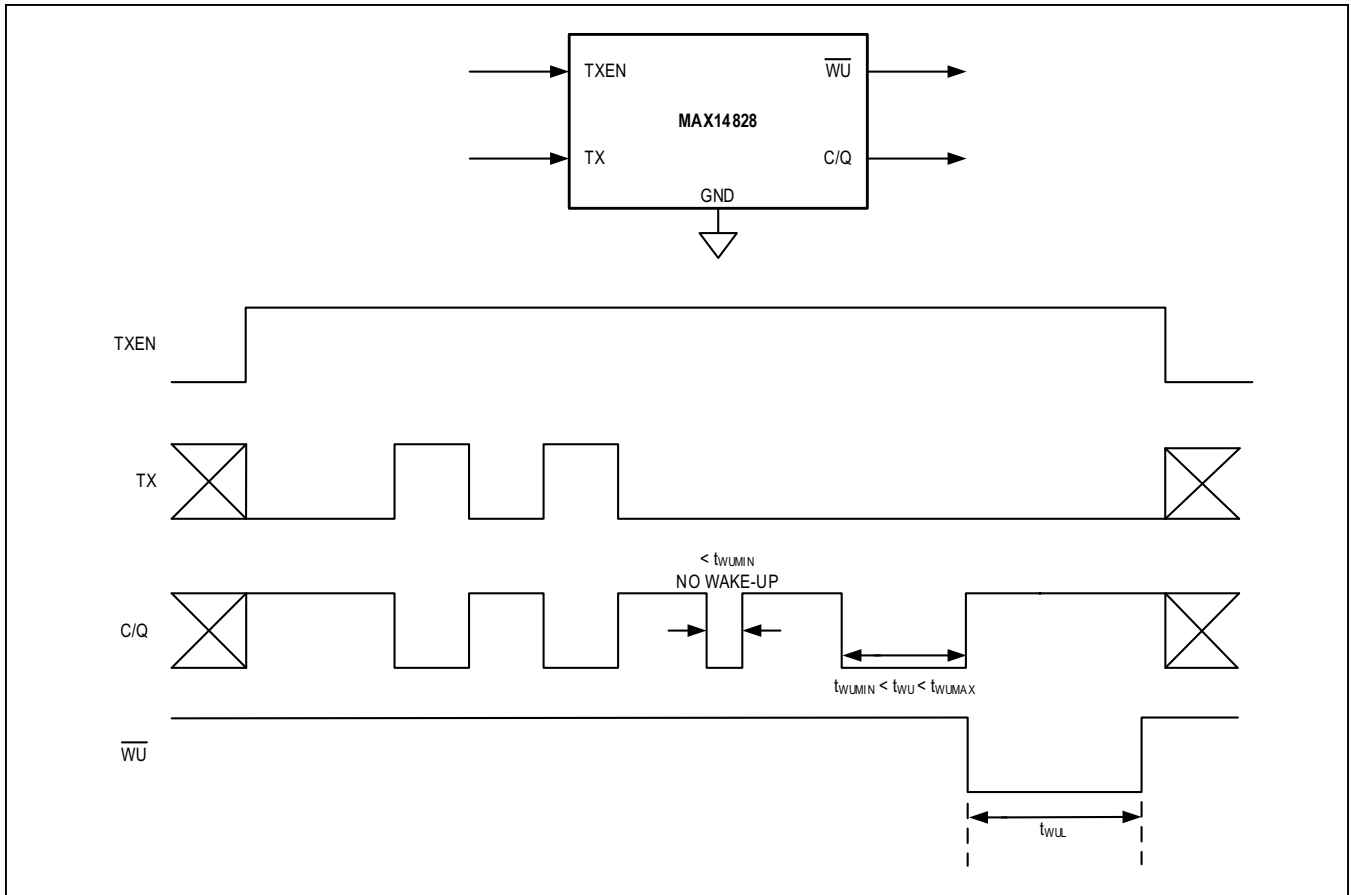 TXEN
WU
MAX14828
TX
C/Q
GND
TXEN
TX
< tWUMIN
NO WAKE-UP
C/Q
tWUMIN < tWU < tWUMAX
WU
tWUL